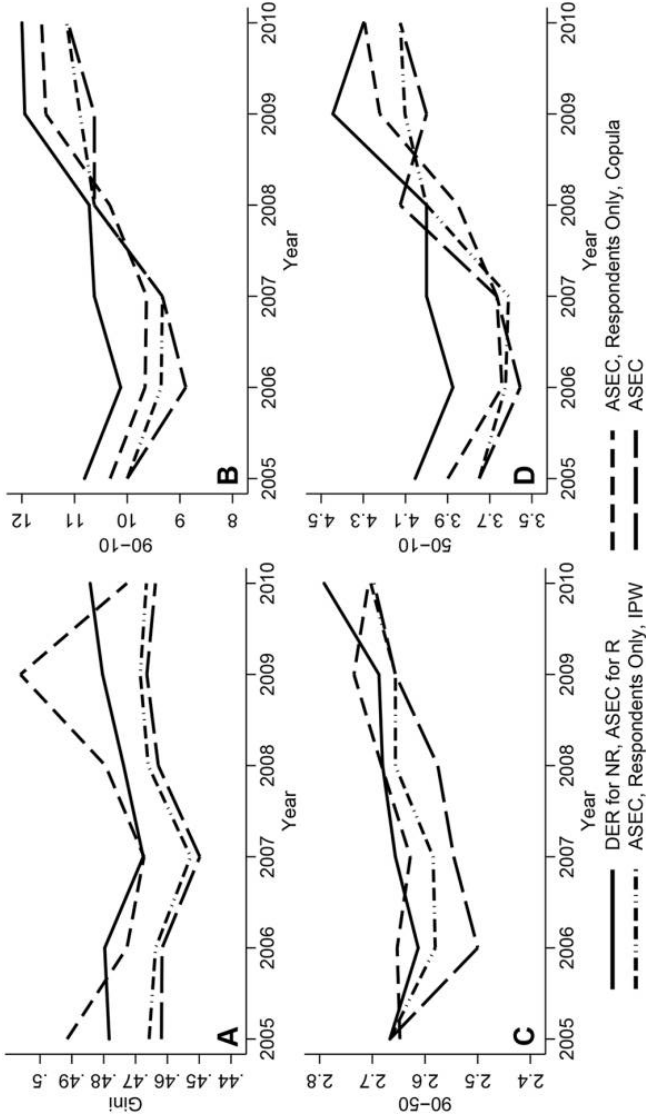 A
Gini
.5
.49
.48
.47
.46
.45
.44
2005 2006 2007 2008 2009 2010
Year
B
90–10
12
11
10
9
8
2005 2006 2007 2008 2009 2010
Year
C
90–50
2.8
2.7
2.6
2.5
2.4
2005 2006 2007 2008 2009 2010
Year
D
50–10
4.5
4.3
4.1
3.9
3.7
3.5
2005 2006 2007 2008 2009 2010
Year
DER for NR, ASEC for R
ASEC, Respondents Only, Copula
ASEC, Respondents Only, IPW
ASEC